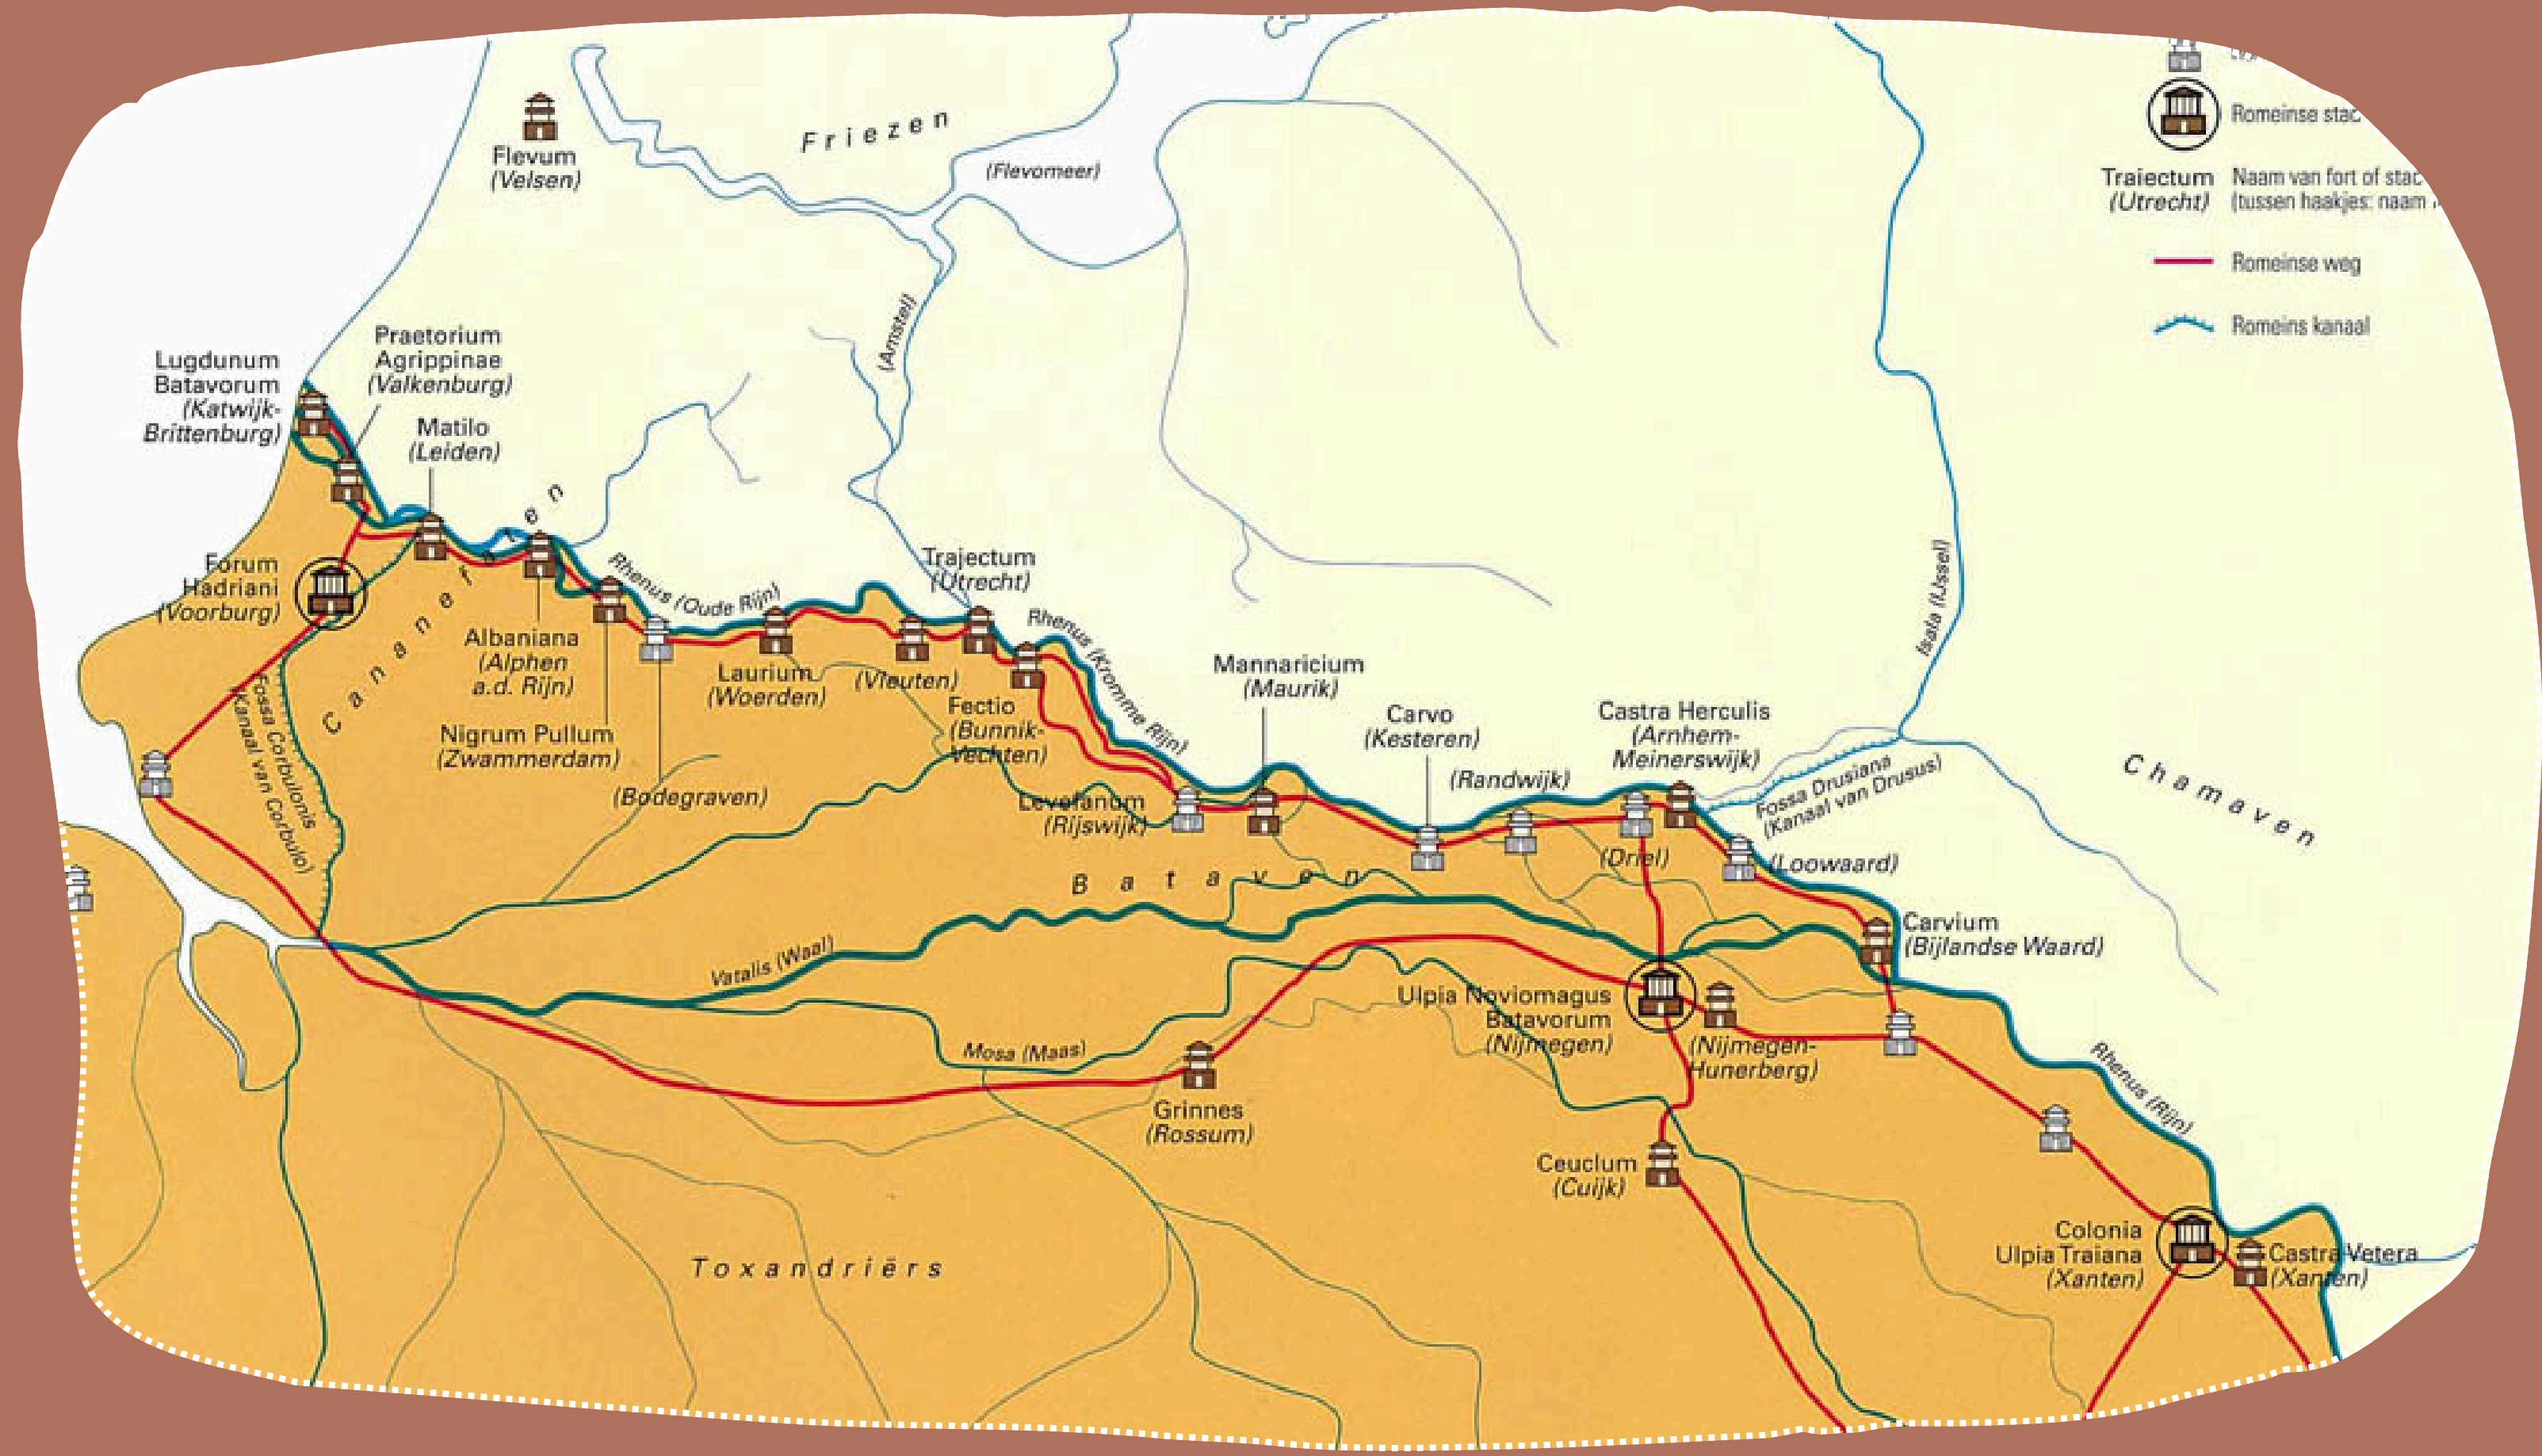 Friezen
Flevum
(Velsen)
(Flevomeer)
Romeinse
Traiectum
(Utrecht)
Naam van fort of
(tussen haakjes: naam
Romeinse weg
Romeins kanaal
(Amstel)
Lugdunum
Batavorum
(Katwijk-
Brittenburg)
Praetorium
Agrippinae
(Valkenburg)
Matilo
(Leiden)
Forum
Hadriani
(Voorburg)
Cananefaten
Albaniana
(Alphen
a.d. Rijn)
Nigrum Pullum
(Zwammerdam)
Rhenus (Oude Rijn)
(Bodegraven)
Laurium
(Woerden)
(Vleuten)
Trajectum
(Utrecht)
Fectio
(Bunnik-
Vechten)
Rhenus (Kromme Rijn)
Levefanum
(Rijswijk)
Mannaricium
(Maurik)
Carvo
(Kesteren)
(Randwijk)
Castra Herculis
(Arnhem-
Meinerswijk)
(Driel)
Isala (IJssel)
Fossa Drusiana
(Kanaal van Drusus)
(Loowaard)
Chamaven
Carvium
(Bijlandse Waard)
Fossa Corbulonis
(Kanaal van Corbulo)
Bataven
Vatalis (Waal)
Mosa (Maas)
Grinnes
(Rossum)
Ulpia Noviomagus
Batavorum
(Nijmegen)
(Nijmegen-
Hunerberg)
Ceuclum
(Cuijk)
Rhenus (Rijn)
Colonia
Ulpia Traiana
(Xanten)
Castra Vetera
(Xanten)
Toxandriërs